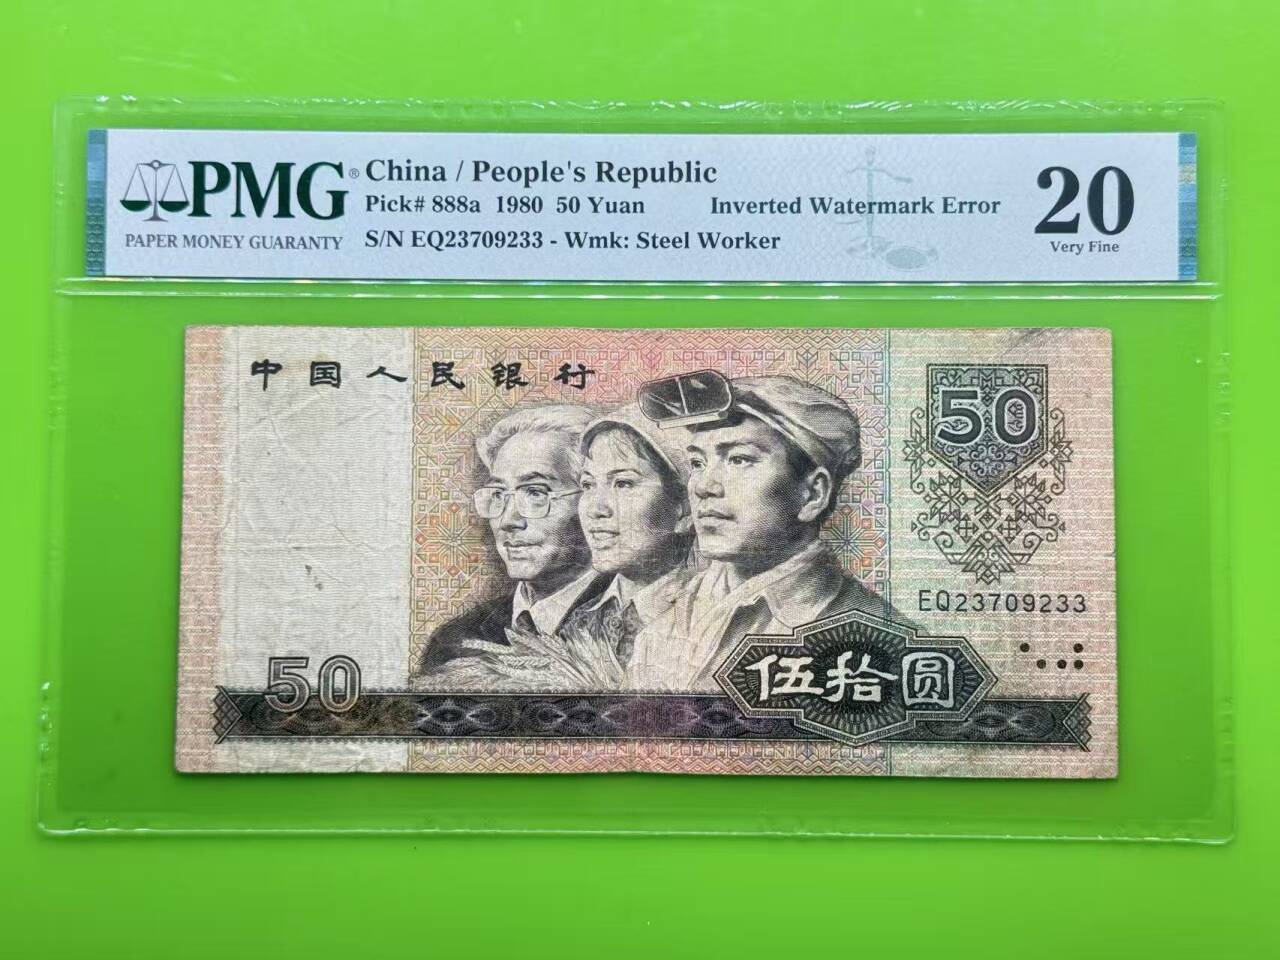 PMG® China / People's Republic
Pick# 888a 1980 50 Yuan Inverted Watermark Error 20
PAPER MONEY GUARANTY S/N EQ23709233 - Wmk: Steel Worker Very Fine
中国人民银行
50
EQ23709233
伍拾圆
50